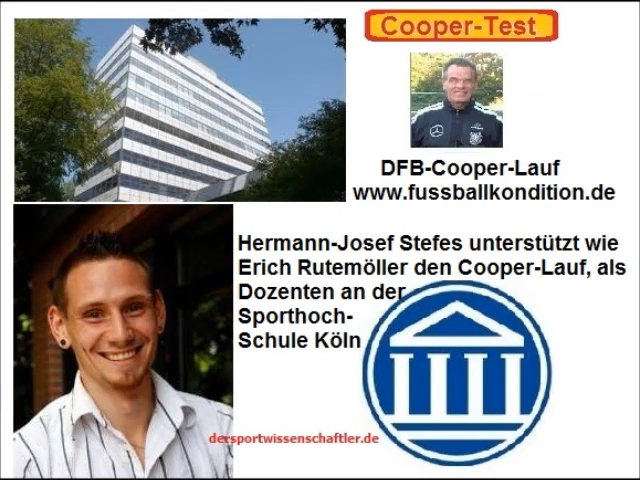 Cooper-Test
DFB-Cooper-Lauf
www.fussballkondition.de
Hermann-Josef Stefes unterstützt wie
Erich Rutemöller den Cooper-Lauf, als
Dozenten an der
Sporthoch-
Schule Köln
dersportwissenschaftler.de